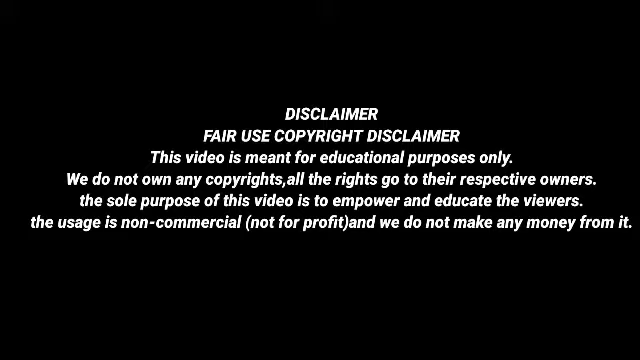 DISCLAIMER
FAIR USE COPYRIGHT DISCLAIMER
This video is meant for educational purposes only.
We do not own any copyrights,all the rights go to their respective owners.
the sole purpose of this video is to empower and educate the viewers.
the usage is non-commercial (not for profit)and we do not make any money from it.